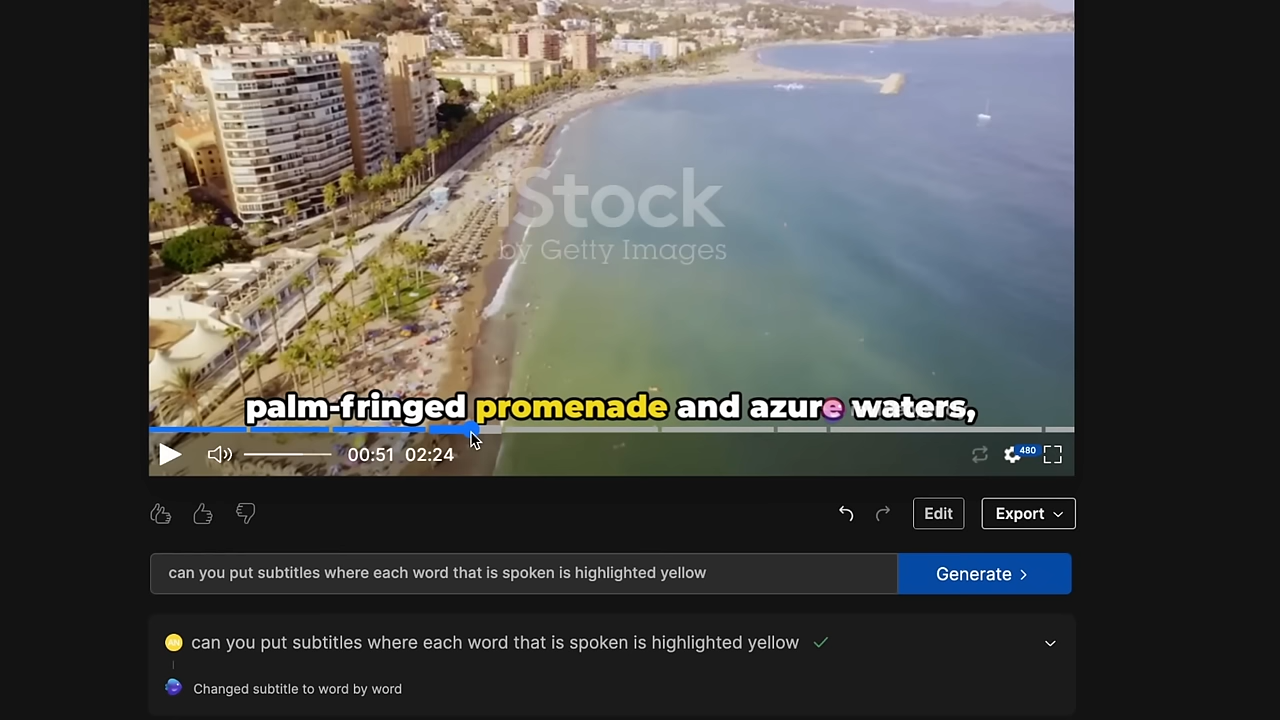 iStock
by Getty Images
palm-fringed promenade and azure waters,
00:51 02:24
480
Edit
Export
can you put subtitles where each word that is spoken is highlighted yellow
Generate
AN
can you put subtitles where each word that is spoken is highlighted yellow
Changed subtitle to word by word